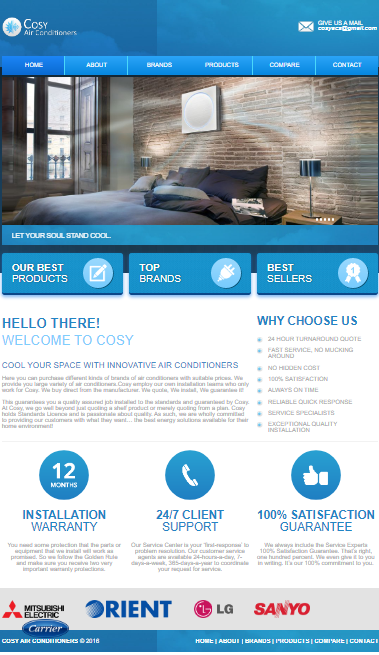 COSY
Air Conditioners
GIVE US A MAIL
cosyecs@gmail.com
HOME ABOUT BRANDS PRODUCTS COMPARE CONTACT
LET YOUR SOUL STAND COOL.
OUR BEST
PRODUCTS
TOP
BRANDS
BEST
SELLERS
HELLO THERE!
WELCOME TO COSY
COOL YOUR SPACE WITH INNOVATIVE AIR CONDITIONERS
Here you can purchase different kinds of brands of air conditioners with suitable prices. We
provide you large variety of air conditioners.Cosy employ our own installation teams who only
work for Cosy. We buy direct from the manufacturer. We quote, We install, We guarantee it!
This guarantees you a quality assured job installed to the standards and guaranteed by Cosy.
At Cosy, we go well beyond just quoting a shelf product or merely quoting from a plan. Cosy
holds Standards Licence and is passionate about quality. As such, we are wholly committed
to providing our customers with what they want... the best energy solutions available for their
home environment!
WHY CHOOSE US
24 HOUR TURNAROUND QUOTE
FAST SERVICE, NO MUCKING
AROUND
NO HIDDEN COST
100% SATISFACTION
ALWAYS ON TIME
RELIABLE QUICK RESPONSE
SERVICE SPECIALISTS
EXCEPTIONAL QUALITY
INSTALLATION
12
MONTHS
INSTALLATION
WARRANTY
You need some protection that the parts or
equipment that we install will work as
promised. So we follow the Golden Rule
and make sure you receive two very
important warranty protections.
24/7 CLIENT
SUPPORT
Our Service Center is your 'first-response' to
problem resolution. Our customer service
agents are available 24-hours-a-day, 7-
days-a-week, 365-days-a-year to coordinate
your request for service.
100% SATISFACTION
GUARANTEE
We always include the Service Experts
100% Satisfaction Guarantee. That's right,
one hundred percent. We even give it to you
in writing. It's our 100% commitment to you.
MITSUBISHI
ELECTRIC
ORIENT
LG
SANYO
Carrier
COSY AIR CONDITIONERS © 2016
HOME | ABOUT | BRANDS | PRODUCTS | COMPARE | CONTACT